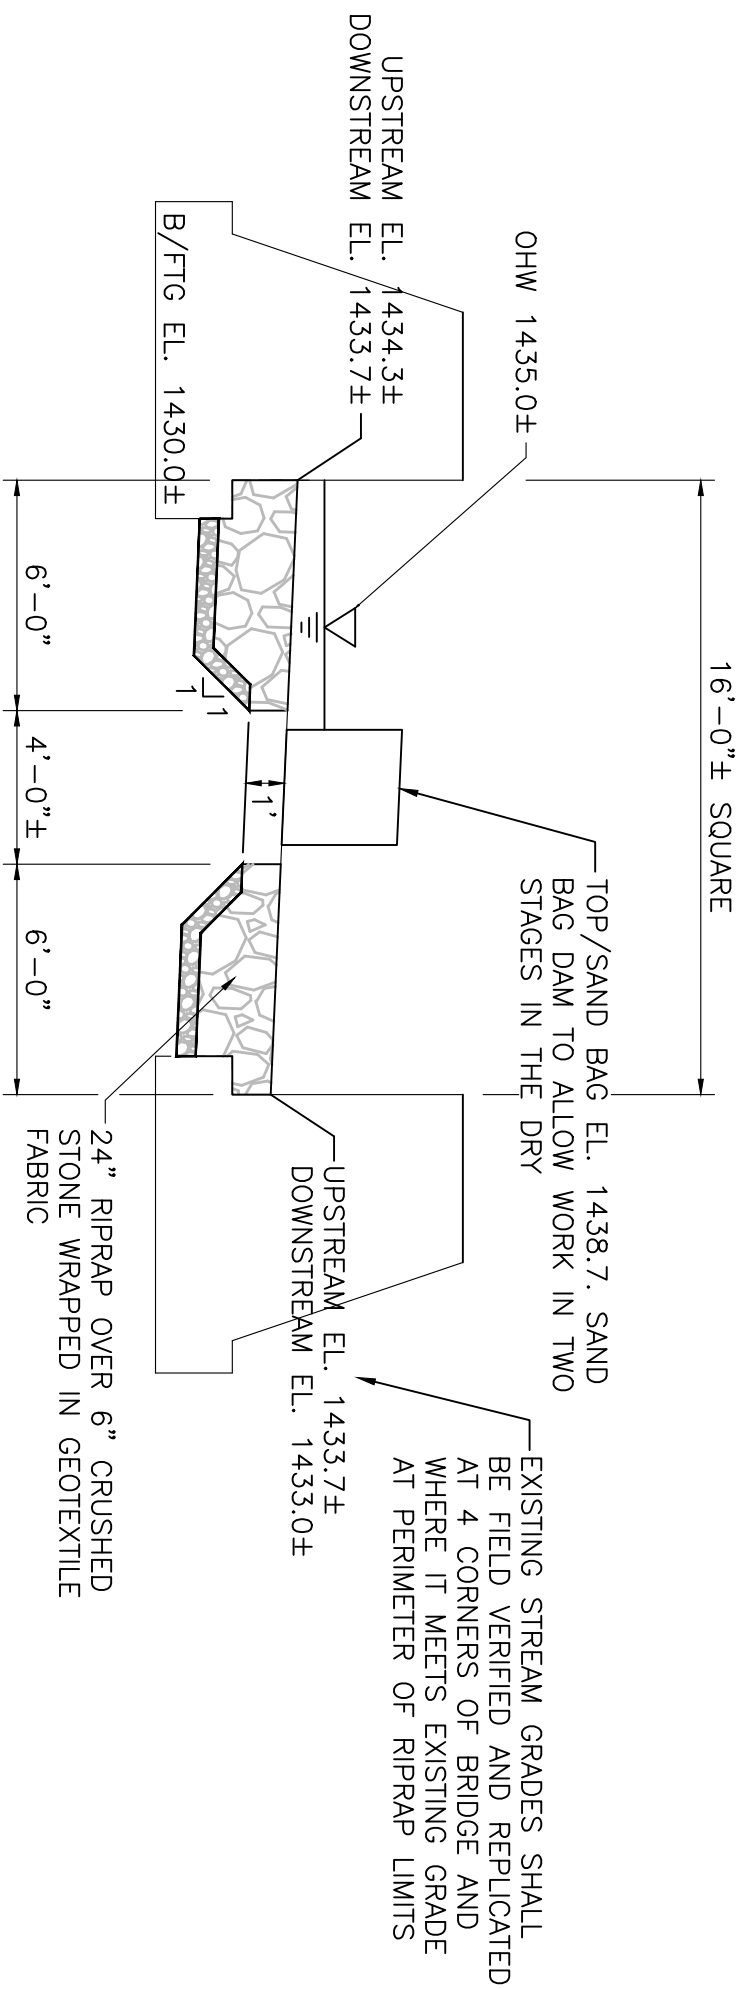 16'-0"± SQUARE
OHW 1435.0±
UPSTREAM EL. 1434.3±
DOWNSTREAM EL. 1433.7±
B/FTG EL. 1430.0±
TOP/SAND BAG EL. 1438.7. SAND
BAG DAM TO ALLOW WORK IN TWO
STAGES IN THE DRY
EXISTING STREAM GRADES SHALL
BE FIELD VERIFIED AND REPLICATED
AT 4 CORNERS OF BRIDGE AND
WHERE IT MEETS EXISTING GRADE
AT PERIMETER OF RIPRAP LIMITS
UPSTREAM EL. 1433.7±
DOWNSTREAM EL. 1433.0±
1'
1
1
24" RIPRAP OVER 6" CRUSHED
STONE WRAPPED IN GEOTEXTILE
FABRIC
6'-0"
4'-0"±
6'-0"